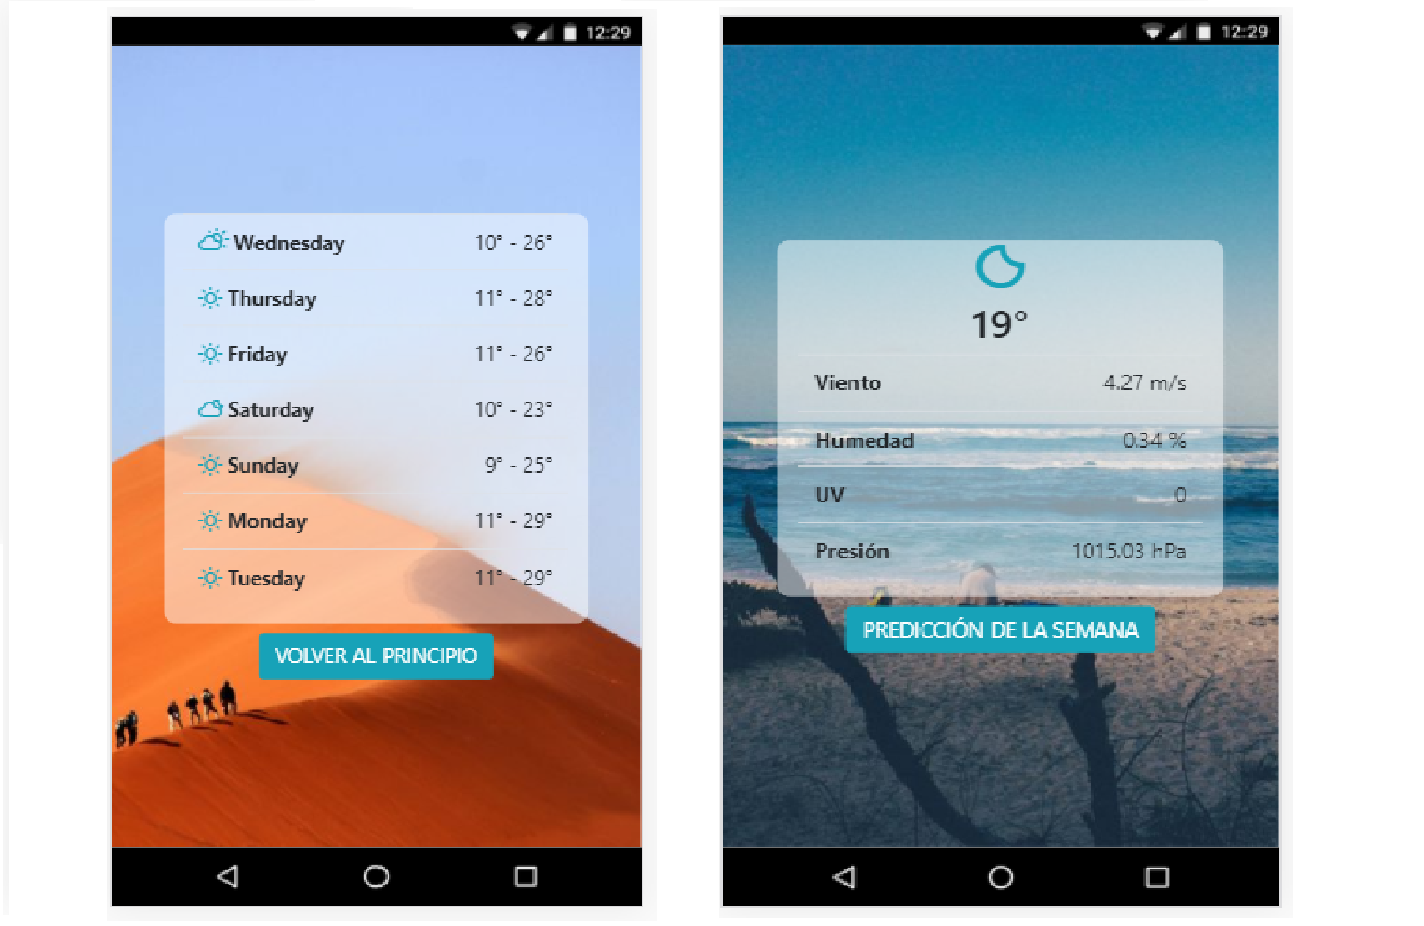 12:29
Wednesday 10° - 26°
Thursday 11° - 28°
Friday 11° - 26°
Saturday 10° - 23°
Sunday 9° - 25°
Monday 11° - 29°
Tuesday 11° - 29°
VOLVER AL PRINCIPIO
12:29
19°
Viento 4.27 m/s
Humedad 0.34 %
UV 0
Presión 1015.03 hPa
PREDICCIÓN DE LA SEMANA